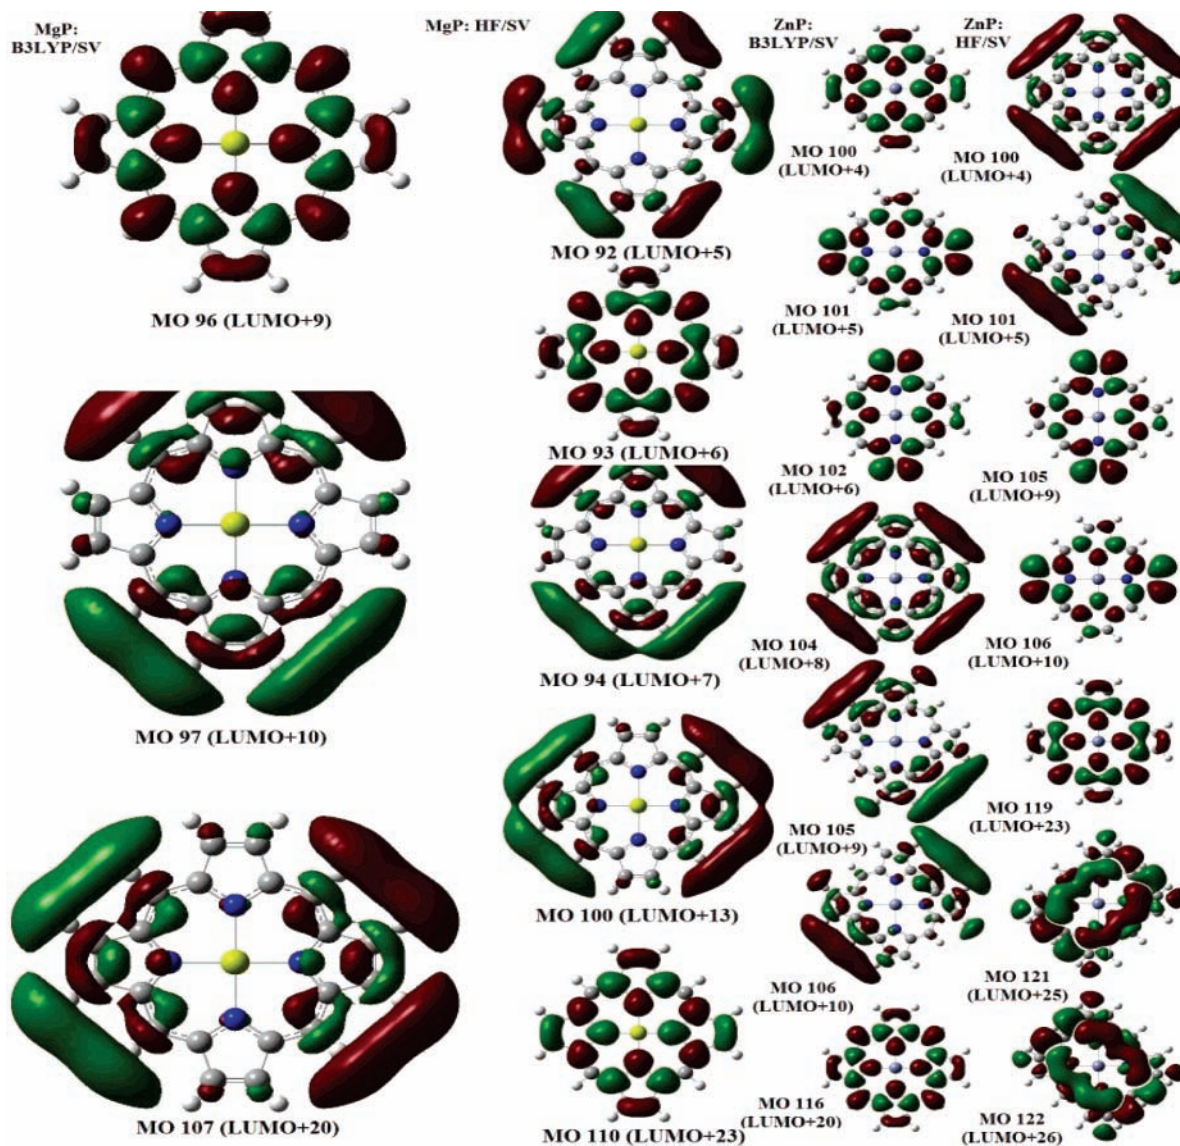 MgP:
B3LYP/SV
MO 96 (LUMO+9)
MO 97 (LUMO+10)
MO 107 (LUMO+20)
MgP: HF/SV
MO 92 (LUMO+5)
MO 93 (LUMO+6)
MO 94 (LUMO+7)
MO 100 (LUMO+13)
MO 110 (LUMO+23)
ZnP:
B3LYP/SV
MO 100
(LUMO+4)
MO 101
(LUMO+5)
MO 102
(LUMO+6)
MO 104
(LUMO+8)
MO 105
(LUMO+9)
MO 106
(LUMO+10)
MO 116
(LUMO+20)
ZnP:
HF/SV
MO 100
(LUMO+4)
MO 101
(LUMO+5)
MO 105
(LUMO+9)
MO 106
(LUMO+10)
MO 119
(LUMO+23)
MO 121
(LUMO+25)
MO 122
(LUMO+26)